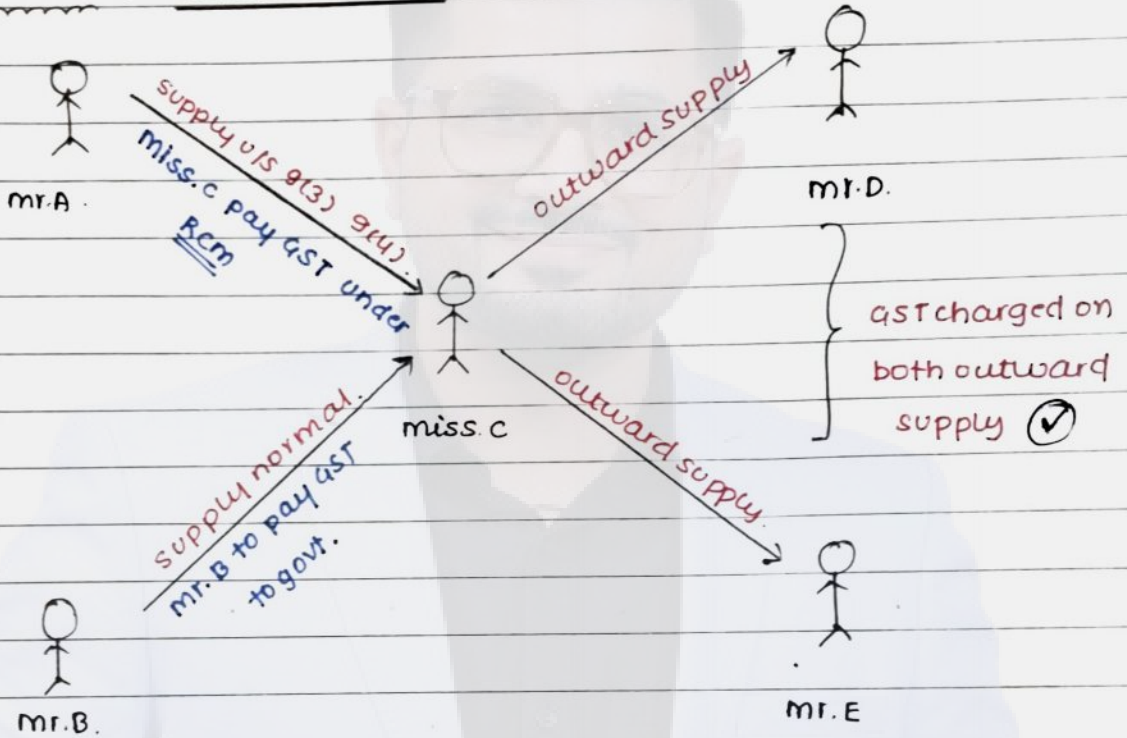 mr.A.
supply u/s 9(3) 9(4).
miss.c pay GST under
RCM
outward supply
mr.D.
miss.c
GST charged on
both outward
supply
supply normal.
mr.B to pay GST
to govt.
outward supply.
mr.B.
mr.E